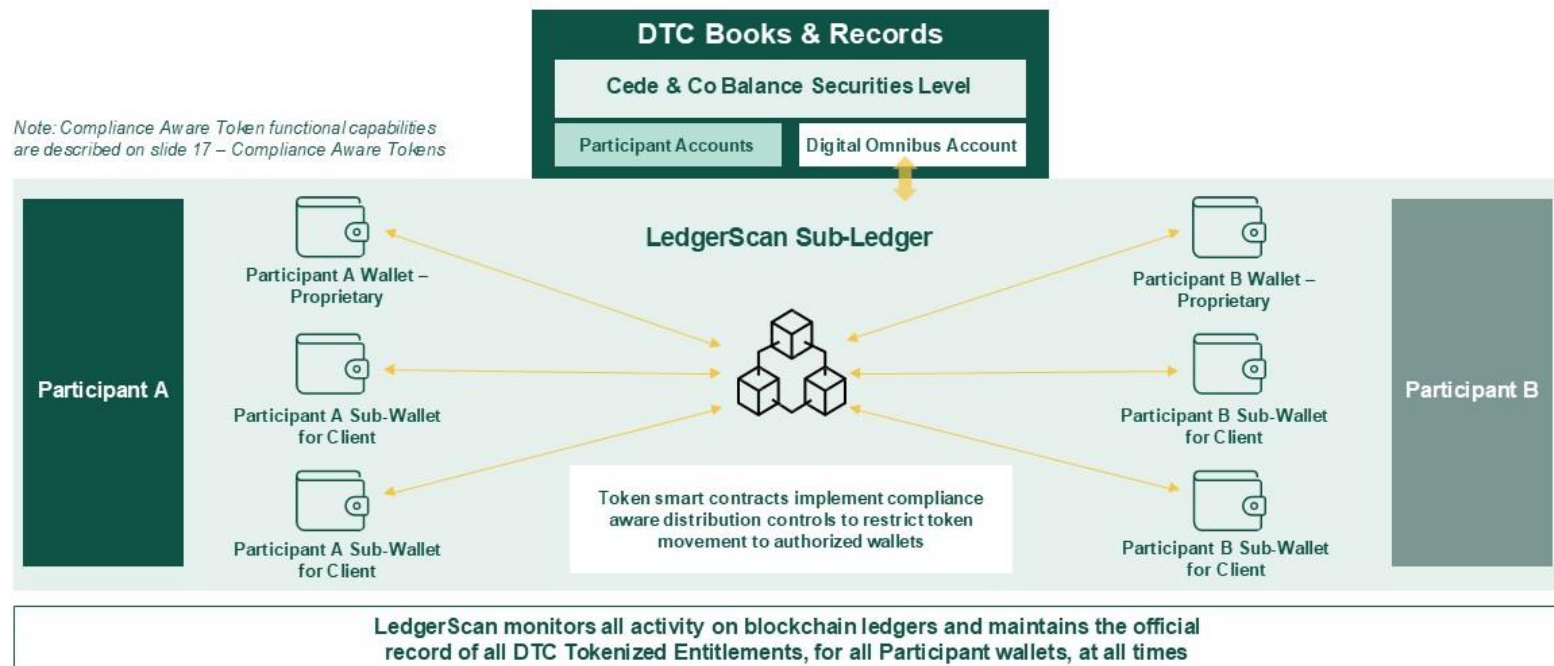 DTC Books & Records
Cede & Co Balance Securities Level
Participant Accounts
Digital Omnibus Account
Note: Compliance Aware Token functional capabilities
are described on slide 17 – Compliance Aware Tokens
LedgerScan Sub-Ledger
Participant A
Participant A Wallet –
Proprietary
Participant A Sub-Wallet
for Client
Participant A Sub-Wallet
for Client
Token smart contracts implement compliance
aware distribution controls to restrict token
movement to authorized wallets
Participant B Wallet –
Proprietary
Participant B Sub-Wallet
for Client
Participant B Sub-Wallet
for Client
Participant B
LedgerScan monitors all activity on blockchain ledgers and maintains the official
record of all DTC Tokenized Entitlements, for all Participant wallets, at all times